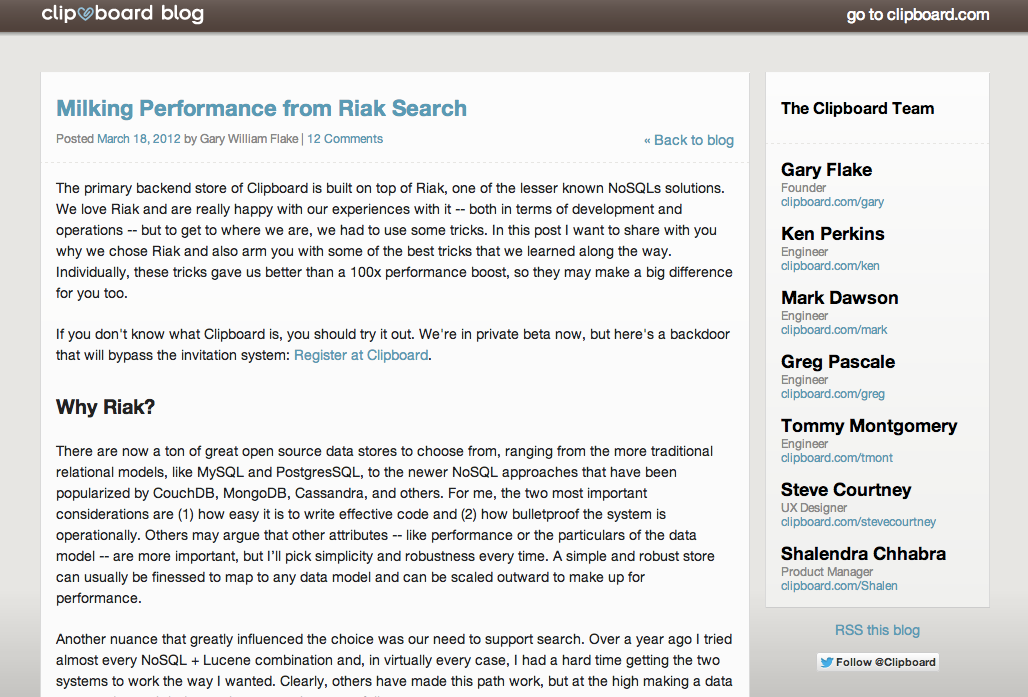 clipboard blog
go to clipboard.com
Milking Performance from Riak Search
Posted March 18, 2012 by Gary William Flake | 12 Comments
« Back to blog
The primary backend store of Clipboard is built on top of Riak, one of the lesser known NoSQLs solutions.
We love Riak and are really happy with our experiences with it -- both in terms of development and
operations -- but to get to where we are, we had to use some tricks. In this post I want to share with you
why we chose Riak and also arm you with some of the best tricks that we learned along the way.
Individually, these tricks gave us better than a 100x performance boost, so they may make a big difference
for you too.
If you don't know what Clipboard is, you should try it out. We're in private beta now, but here's a backdoor
that will bypass the invitation system: Register at Clipboard.
Why Riak?
There are now a ton of great open source data stores to choose from, ranging from the more traditional
relational models, like MySQL and PostgresSQL, to the newer NoSQL approaches that have been
popularized by CouchDB, MongoDB, Cassandra, and others. For me, the two most important
considerations are (1) how easy it is to write effective code and (2) how bulletproof the system is
operationally. Others may argue that other attributes -- like performance or the particulars of the data
model -- are more important, but I'll pick simplicity and robustness every time. A simple and robust store
can usually be finessed to map to any data model and can be scaled outward to make up for
performance.
Another nuance that greatly influenced the choice was our need to support search. Over a year ago I tried
almost every NoSQL + Lucene combination and, in virtually every case, I had a hard time getting the two
systems to work the way I wanted. Clearly, others have made this path work, but at the high making a data
The Clipboard Team
Gary Flake
Founder
clipboard.com/gary
Ken Perkins
Engineer
clipboard.com/ken
Mark Dawson
Engineer
clipboard.com/mark
Greg Pascale
Engineer
clipboard.com/greg
Tommy Montgomery
Engineer
clipboard.com/tmont
Steve Courtney
UX Designer
clipboard.com/stevecourtney
Shalendra Chhabra
Product Manager
clipboard.com/Shalen
RSS this blog
Follow @Clipboard